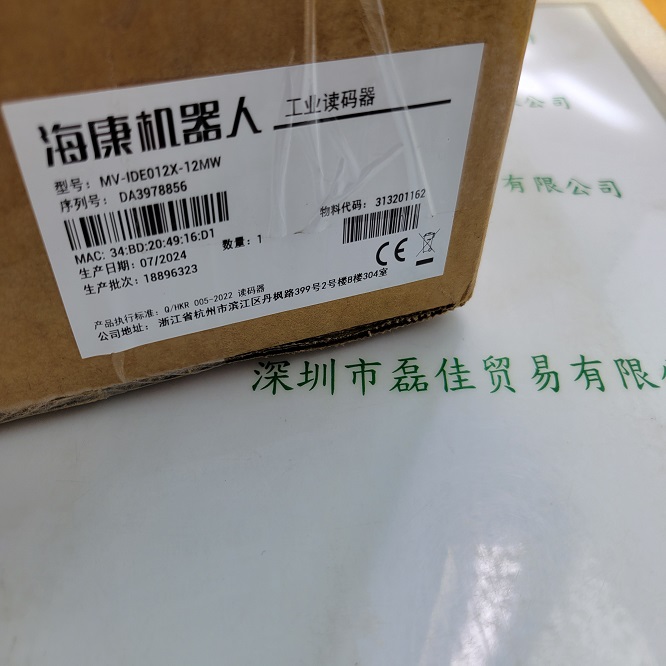 海康机器人 工业读码器
型号: MV-IDE012X-12MW
序列号: DA3978856
物料代码: 313201162
MAC: 34:BD:20:49:16:D1
数量: 1
生产日期: 07/2024
生产批次: 18896323
CE
产品执行标准: Q/HKR 005-2022 读码器
公司地址: 浙江省杭州市滨江区丹枫路399号2号楼B楼304室
公司
有限公司
深圳市磊佳贸易有限